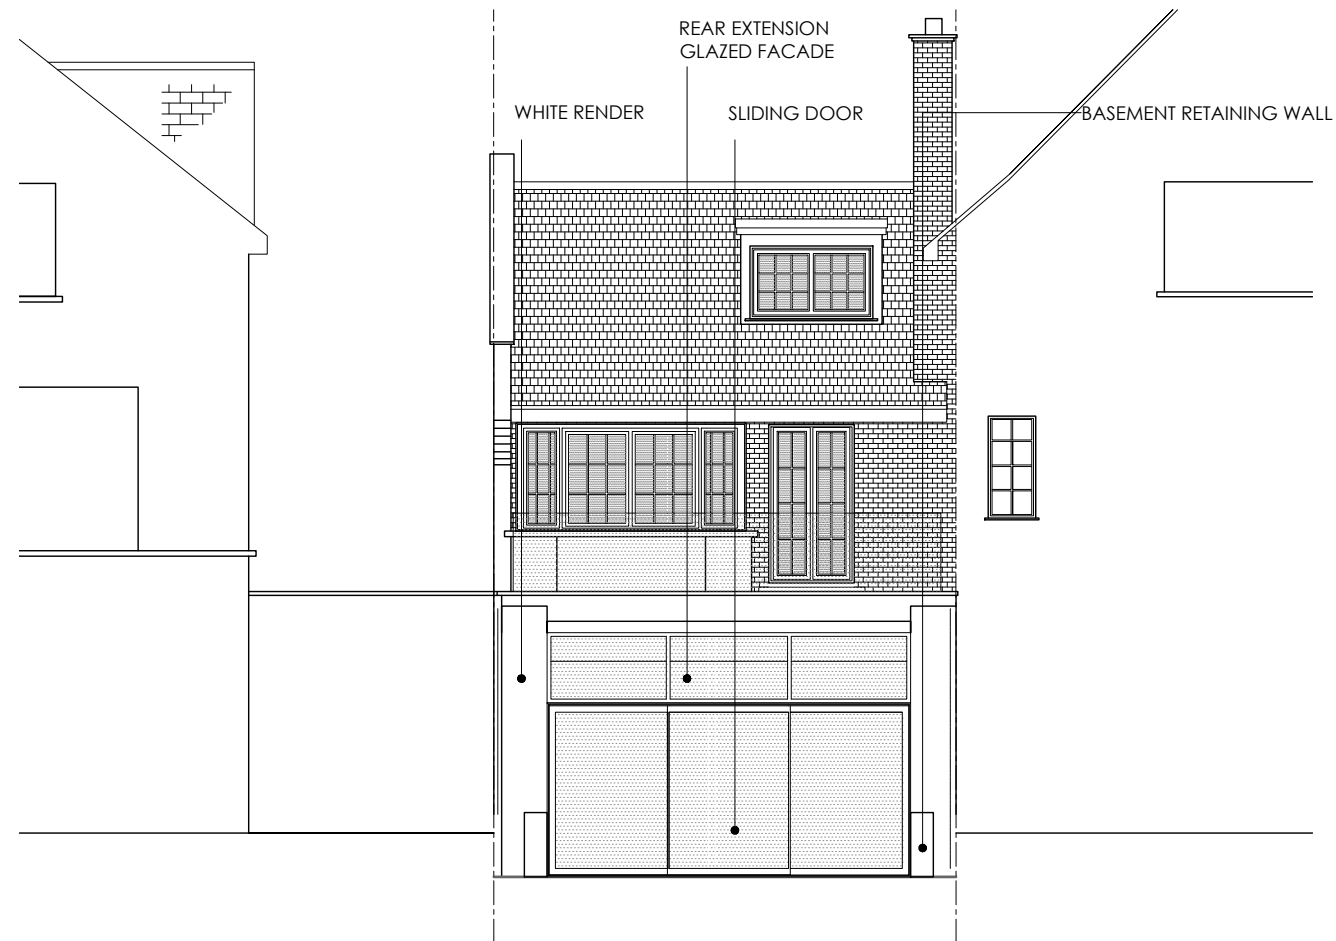 REAR EXTENSION
GLAZED FACADE
WHITE RENDER
SLIDING DOOR
BASEMENT RETAINING WALL